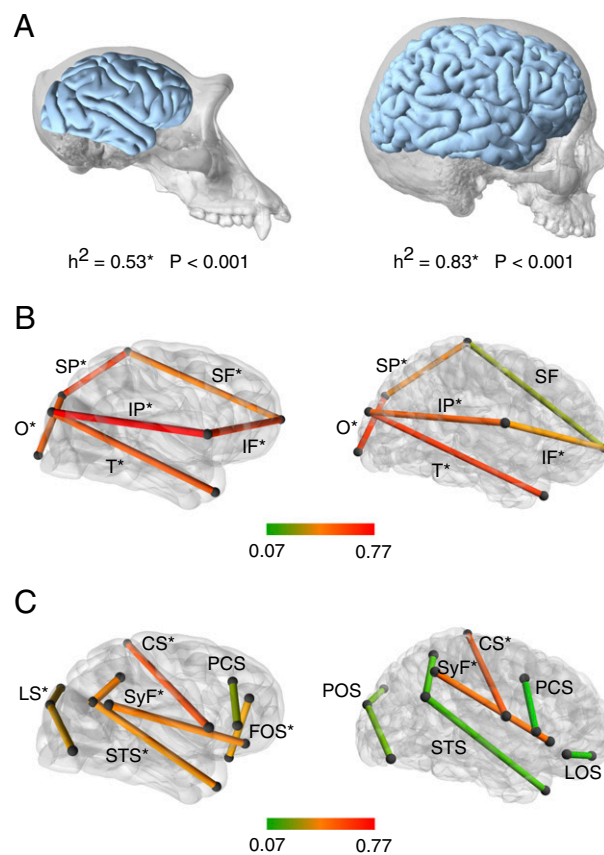 A
h2 = 0.53* P < 0.001
h2 = 0.83* P < 0.001
B
SP*
SF*
IP*
O*
IF*
T*
SP*
SF
IP*
O*
IF*
T*
0.07
0.77
C
CS*
PCS
LS*
SyF*
FOS*
STS*
CS*
SyF*
POS
PCS
STS
LOS
0.07
0.77